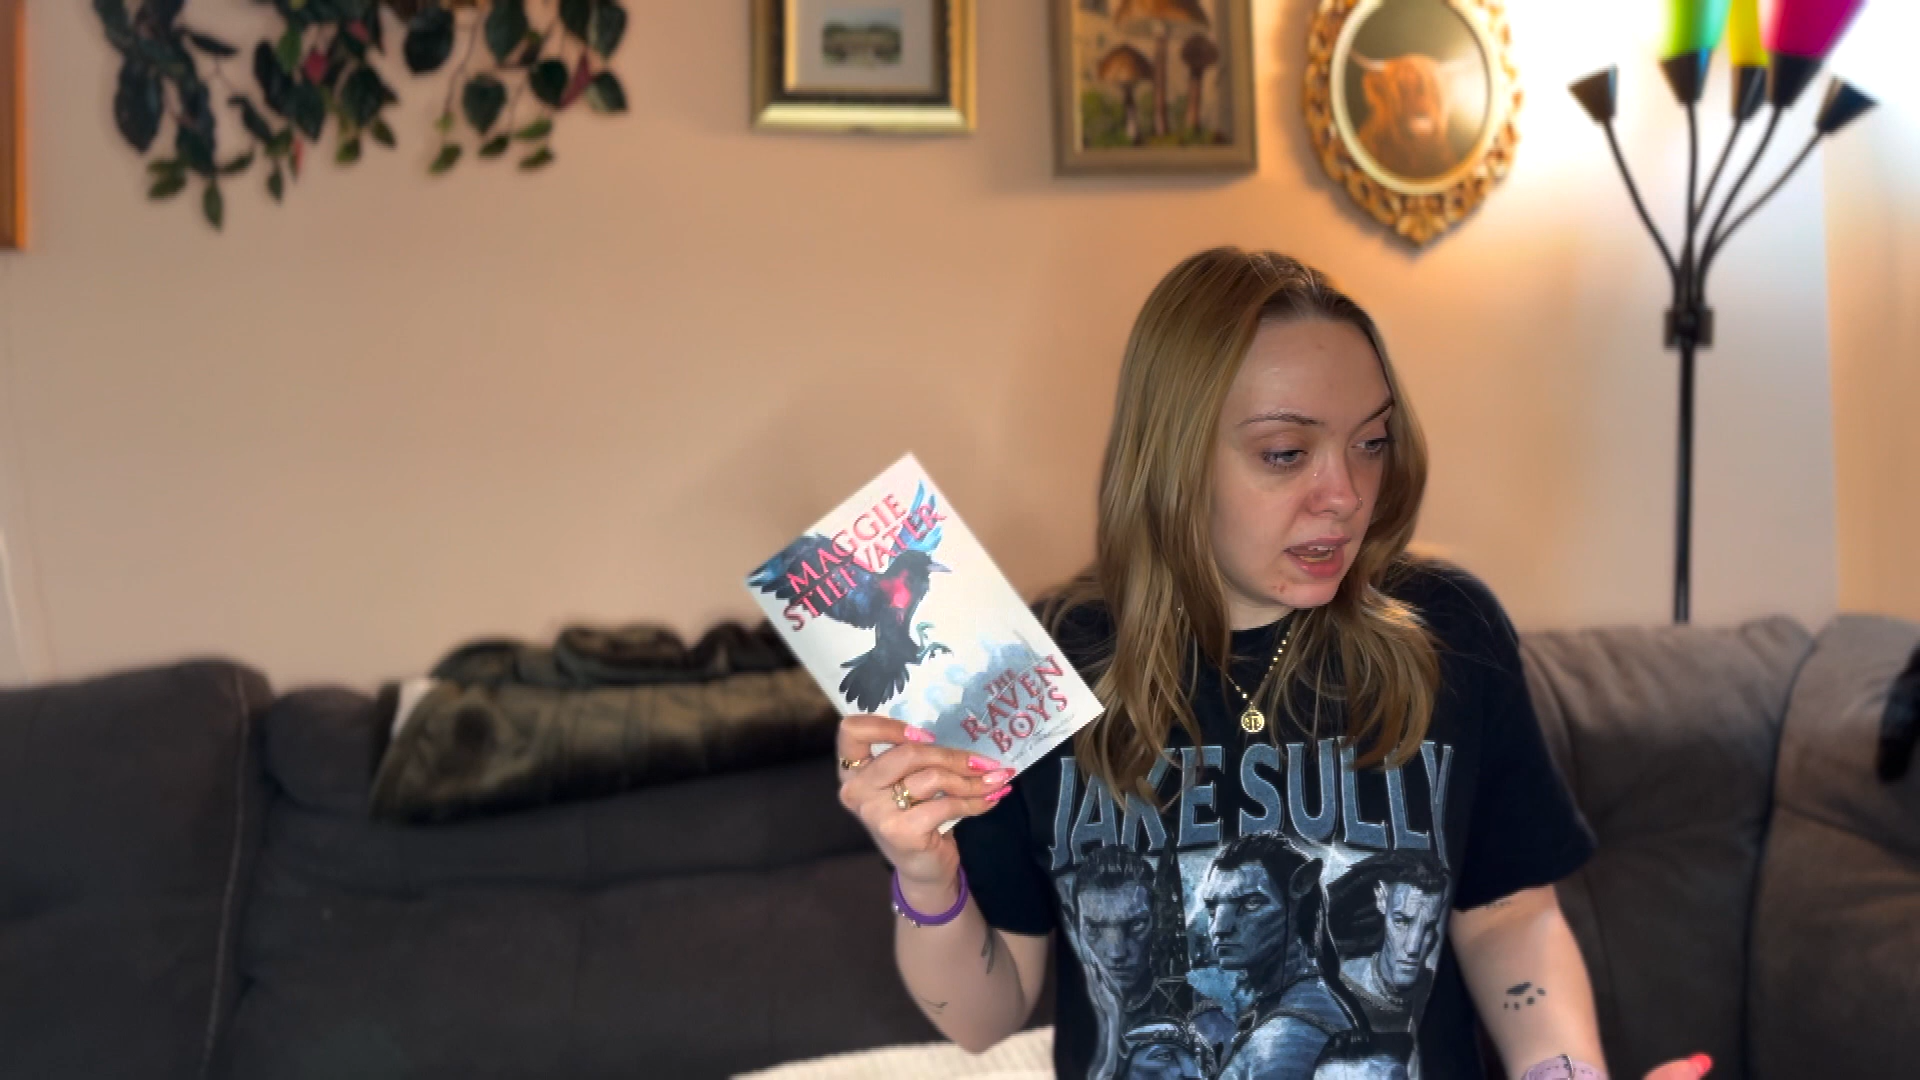 MAGGIE
STIEFVATER
THE
RAVEN
BOYS
JAKE SULLY